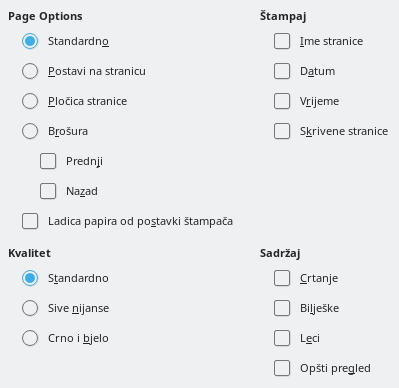 Page Options
Standardno
Postavi na stranicu
Pločica stranice
Brošura
Prednji
Nazad
Ladica papira od postavki štampača
Štampaj
Ime stranice
Datum
Vrijeme
Skrivene stranice
Kvalitet
Standardno
Sive nijanse
Crno i bjelo
Sadržaj
Crtanje
Bilješke
Leci
Opšti pregled